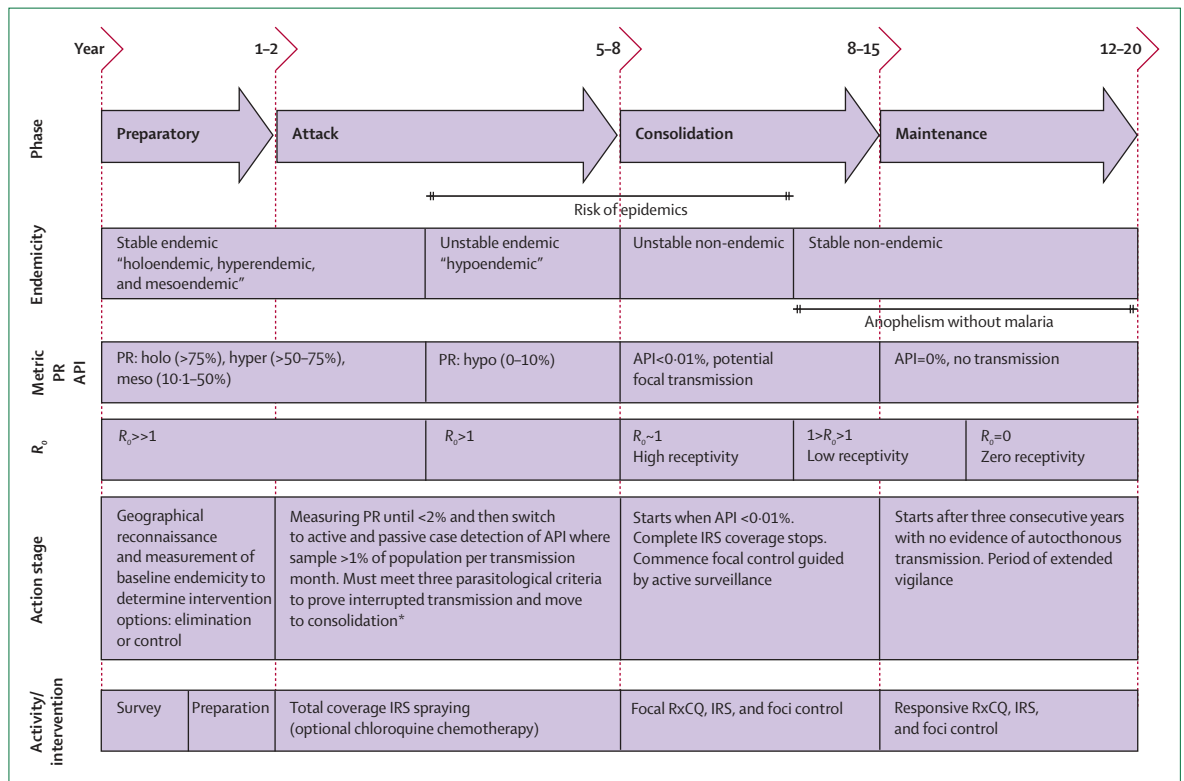 Year
1–2
5–8
8–15
12–20
Phase
Preparatory
Attack
Consolidation
Maintenance
Risk of epidemics
Endemicity
Stable endemic
“holoendemic, hyperendemic,
and mesoendemic”
Unstable endemic
“hypoendemic”
Unstable non-endemic
Stable non-endemic
Anophelism without malaria
Metric
PR
API
PR: holo (>75%), hyper (>50–75%),
meso (10·1–50%)
PR: hypo (0–10%)
API<0·01%, potential
focal transmission
API=0%, no transmission
R₀
R₀>>1
R₀>1
R₀~1
High receptivity
1>R₀>1
Low receptivity
R₀=0
Zero receptivity
Action stage
Geographical
reconnaissance
and measurement of
baseline endemicity to
determine intervention
options: elimination
or control
Measuring PR until <2% and then switch
to active and passive case detection of API where
sample >1% of population per transmission
month. Must meet three parasitological criteria
to prove interrupted transmission and move
to consolidation*
Starts when API <0·01%.
Complete IRS coverage stops.
Commence focal control guided
by active surveillance
Starts after three consecutive years
with no evidence of autocthonous
transmission. Period of extended
vigilance
Activity/
intervention
Survey
Preparation
Total coverage IRS spraying
(optional chloroquine chemotherapy)
Focal RxCQ, IRS, and foci control
Responsive RxCQ, IRS,
and foci control